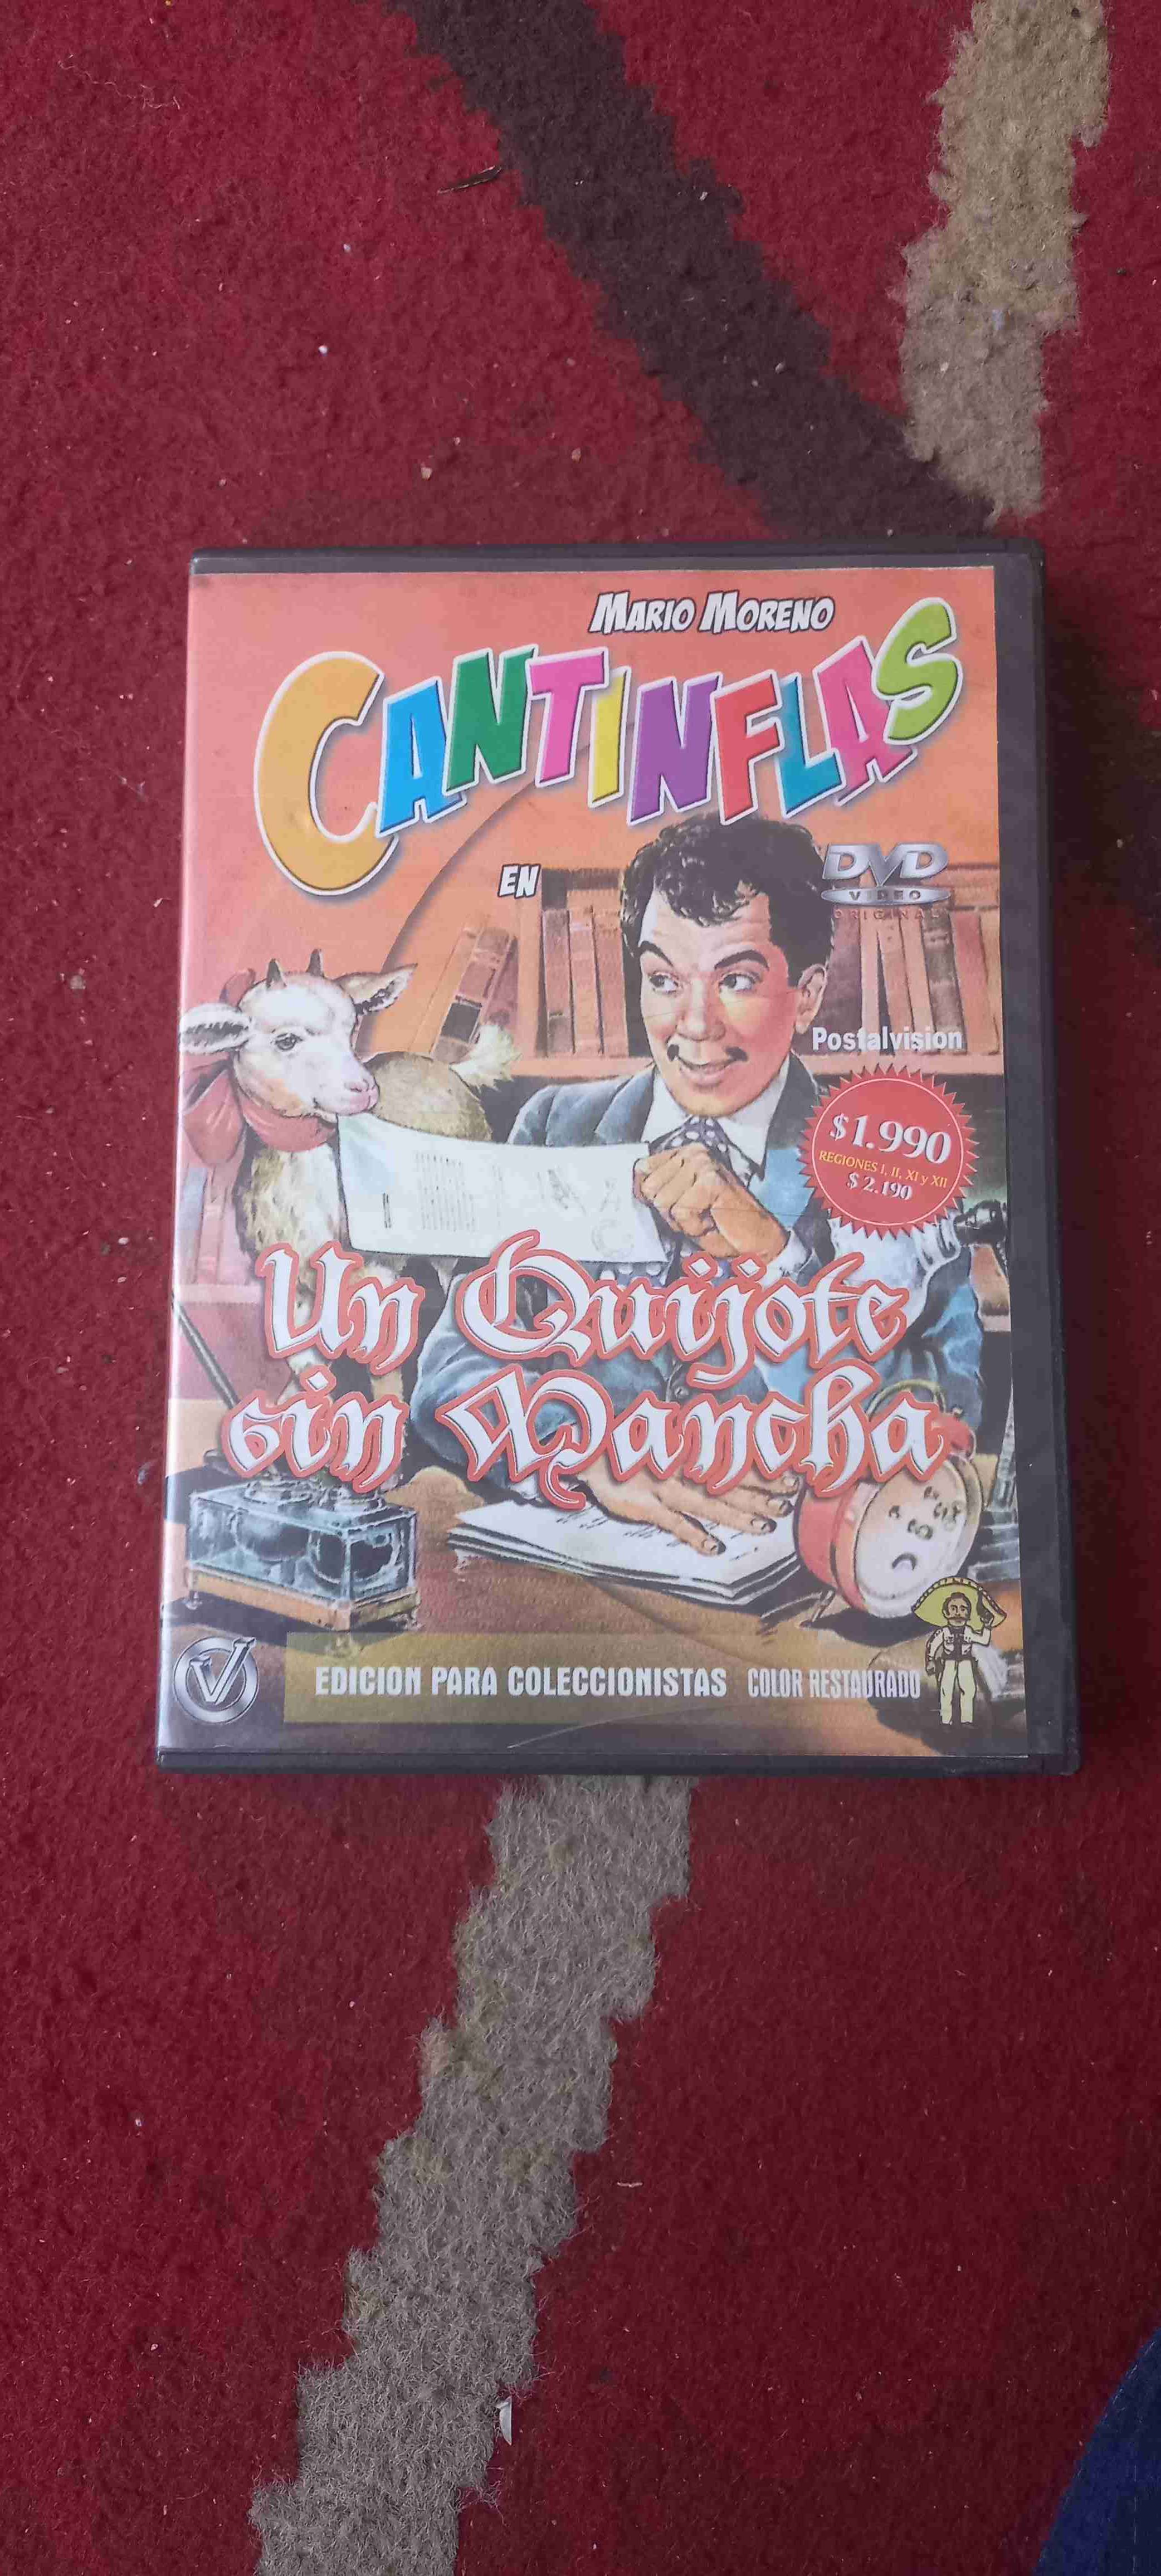 MARIO MORENO
CANTINFLAS
EN
DVD
VIDEO
ORIGINAL
Postalvision
$1.990
REGIONES I, II, XI y XII
$2.190
Un Quijote
sin Mancha
EDICION PARA COLECCIONISTAS COLOR RESTAURADO